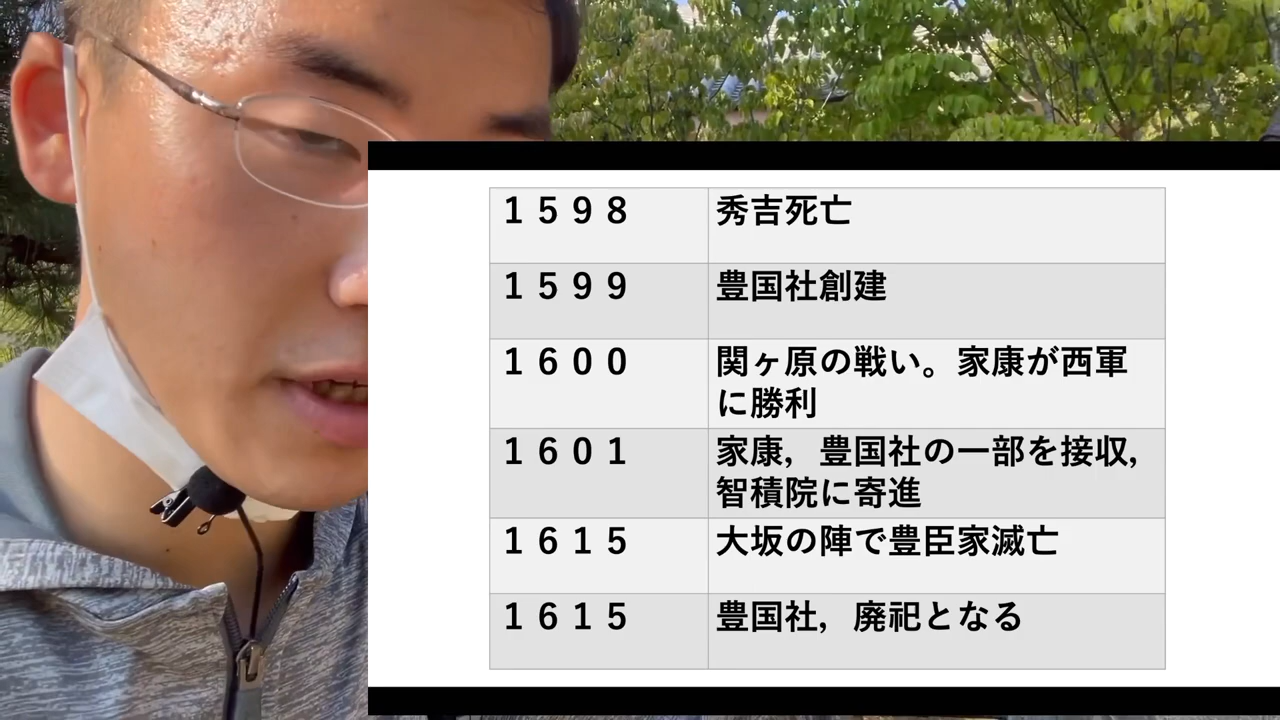 １５９８
秀吉死亡
１５９９
豊国社創建
１６００
関ヶ原の戦い。家康が西軍
に勝利
１６０１
家康，豊国社の一部を接収，
智積院に寄進
１６１５
大坂の陣で豊臣家滅亡
１６１５
豊国社，廃祀となる